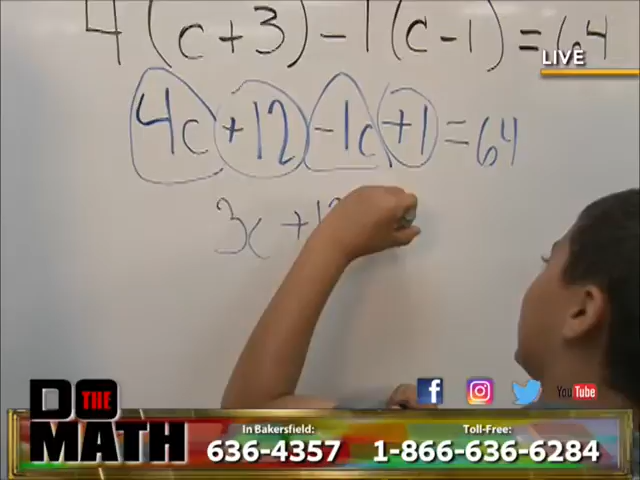 4(c+3)-1(c-1)=64
LIVE
4c+12-1c+1=64
3c+1
DO THE MATH
YouTube
In Bakersfield:
636-4357
Toll-Free:
1-866-636-6284